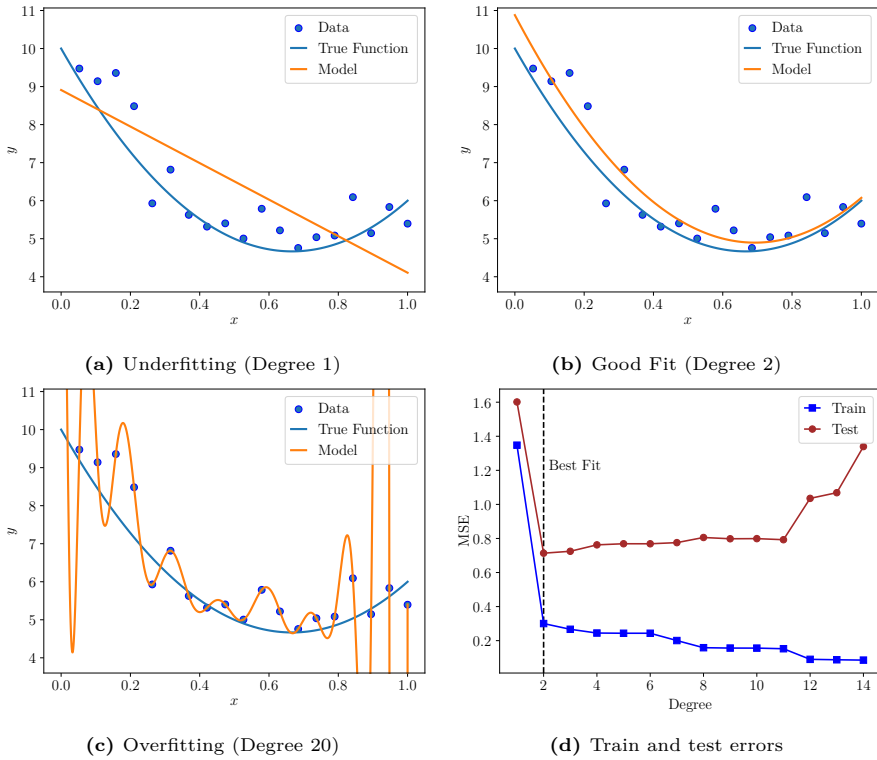 11
10
9
8
7
6
5
4
y
0.0 0.2 0.4 0.6 0.8 1.0
x
Data
True Function
Model
(a) Underfitting (Degree 1)
11
10
9
8
7
6
5
4
y
0.0 0.2 0.4 0.6 0.8 1.0
x
Data
True Function
Model
(b) Good Fit (Degree 2)
11
10
9
8
7
6
5
4
y
0.0 0.2 0.4 0.6 0.8 1.0
x
Data
True Function
Model
(c) Overfitting (Degree 20)
1.6
1.4
1.2
1.0
0.8
0.6
0.4
0.2
MSE
2 4 6 8 10 12 14
Degree
Train
Test
Best Fit
(d) Train and test errors